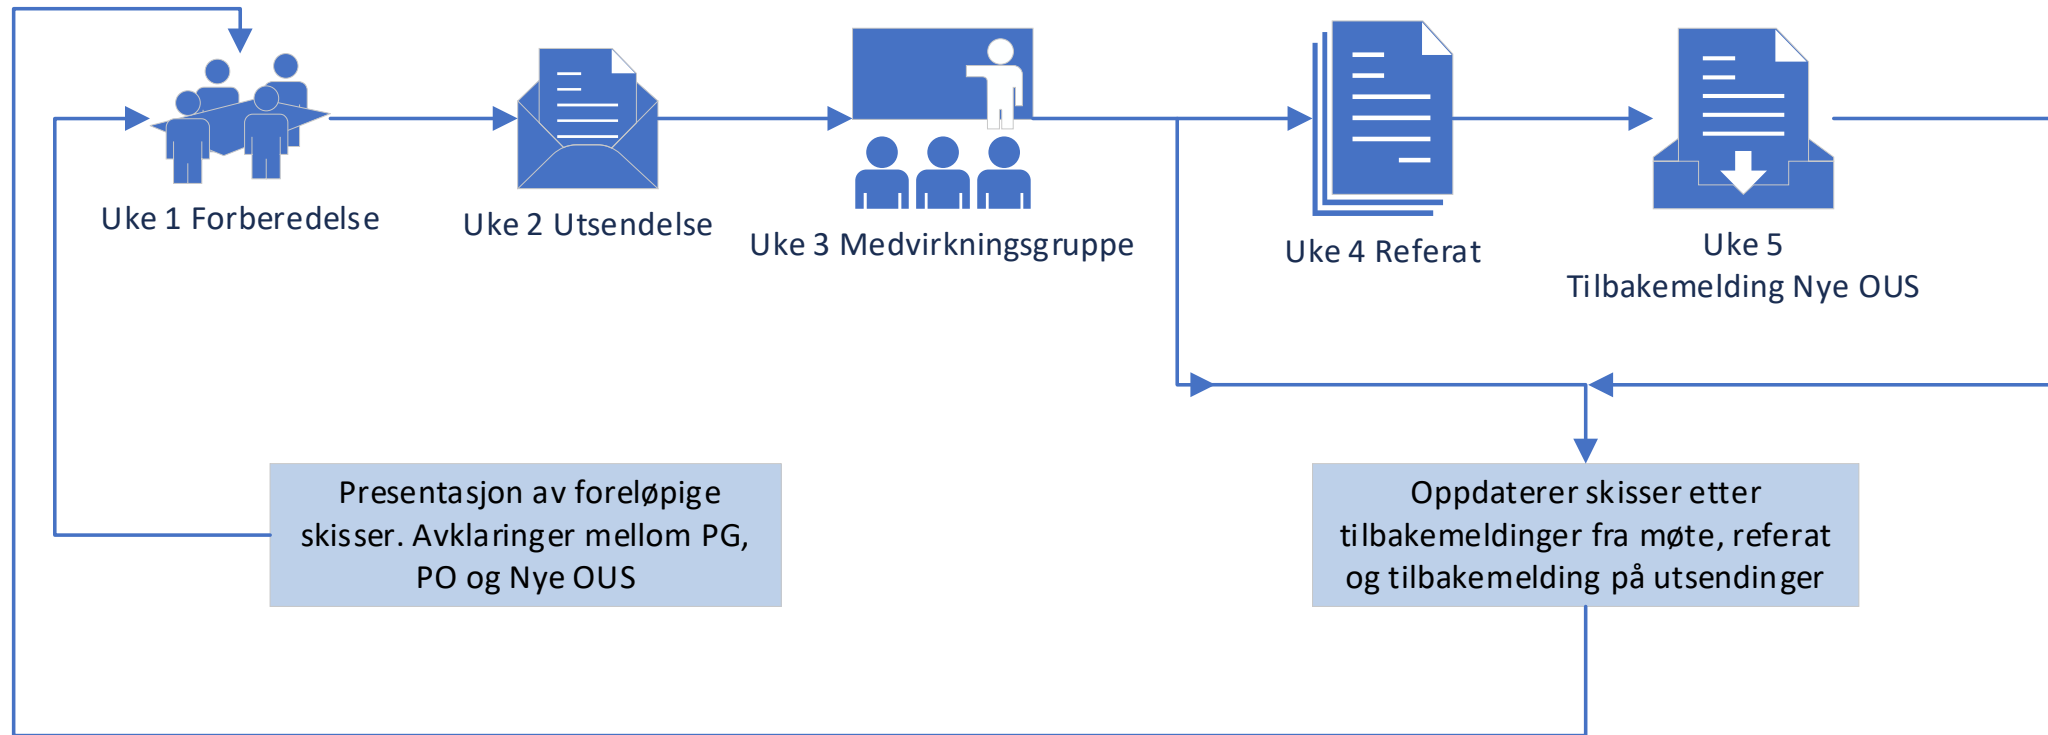 Uke 1 Forberedelse
Uke 2 Utsendelse
Uke 3 Medvirkningsgruppe
Uke 4 Referat
Uke 5
Tilbakemelding Nye OUS
Presentasjon av foreløpige
skisser. Avklaringer mellom PG,
PO og Nye OUS
Oppdaterer skisser etter
tilbakemeldinger fra møte, referat
og tilbakemelding på utsendinger